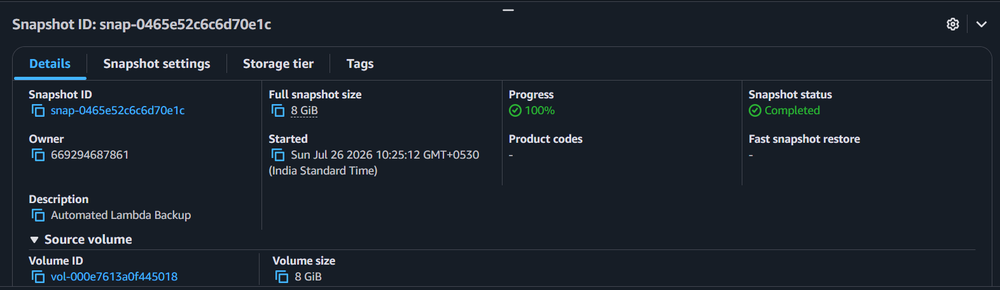 Snapshot ID: snap-0465e52c6c6d70e1c
Details
Snapshot settings
Storage tier
Tags
Snapshot ID
snap-0465e52c6c6d70e1c
Full snapshot size
8 GiB
Progress
100%
Snapshot status
Completed
Owner
669294687861
Started
Sun Jul 26 2026 10:25:12 GMT+0530
(India Standard Time)
Product codes
-
Fast snapshot restore
-
Description
Automated Lambda Backup
Source volume
Volume ID
vol-000e7613a0f445018
Volume size
8 GiB